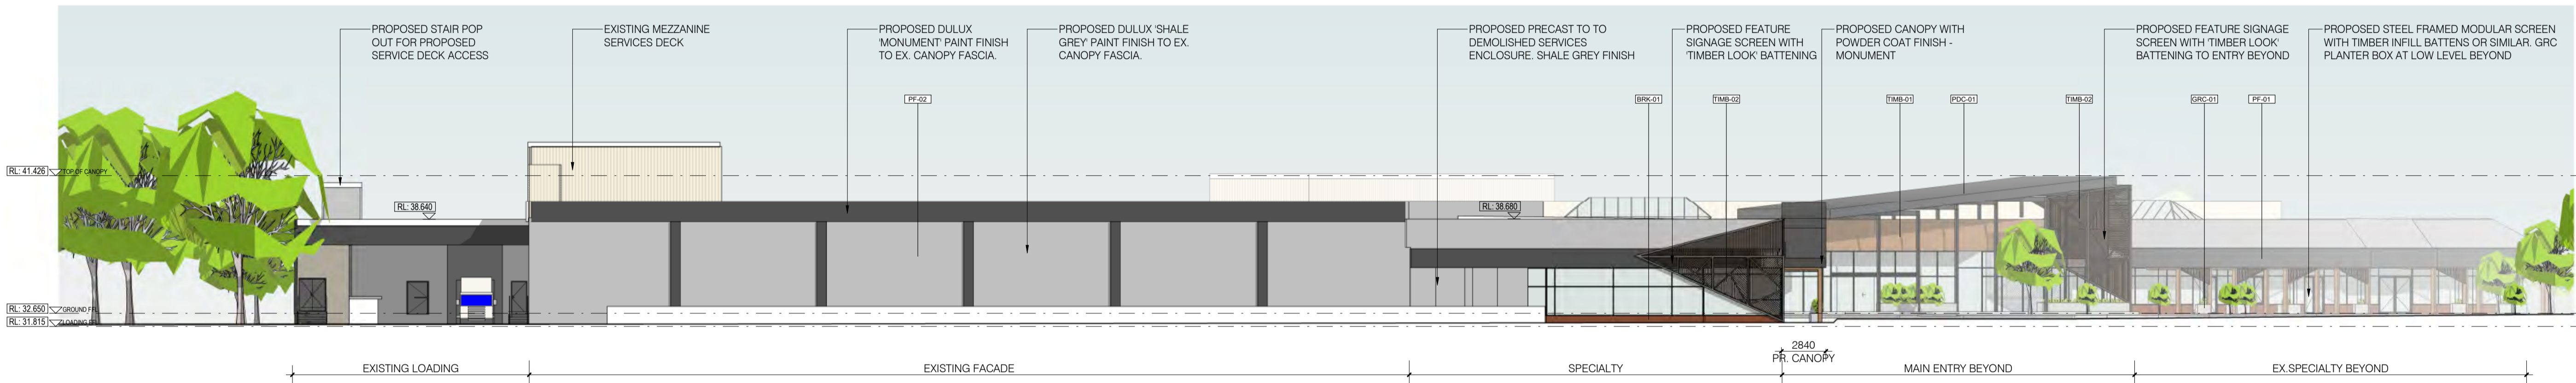 PROPOSED STAIR POP
OUT FOR PROPOSED
SERVICE DECK ACCESS
EXISTING MEZZANINE
SERVICES DECK
PROPOSED DULUX
'MONUMENT' PAINT FINISH
TO EX. CANOPY FASCIA.
PROPOSED DULUX 'SHALE
GREY' PAINT FINISH TO EX.
CANOPY FASCIA.
PROPOSED PRECAST TO TO
DEMOLISHED SERVICES
ENCLOSURE. SHALE GREY FINISH
PROPOSED FEATURE
SIGNAGE SCREEN WITH
'TIMBER LOOK' BATTENING
PROPOSED CANOPY WITH
POWDER COAT FINISH -
MONUMENT
PROPOSED FEATURE SIGNAGE
SCREEN WITH 'TIMBER LOOK'
BATTENING TO ENTRY BEYOND
PROPOSED STEEL FRAMED MODULAR SCREEN
WITH TIMBER INFILL BATTENS OR SIMILAR. GRC
PLANTER BOX AT LOW LEVEL BEYOND
PF-02
BRK-01
TIMB-02
TIMB-01
PDC-01
TIMB-02
GRC-01
PF-01
RL: 41.426
TOP OF CANOPY
RL: 38.640
RL: 38.680
RL: 32.650
GROUND FFL
RL: 31.815
LOADING FFL
2840
PR. CANOPY
EXISTING LOADING
EXISTING FACADE
SPECIALTY
MAIN ENTRY BEYOND
EX.SPECIALTY BEYOND